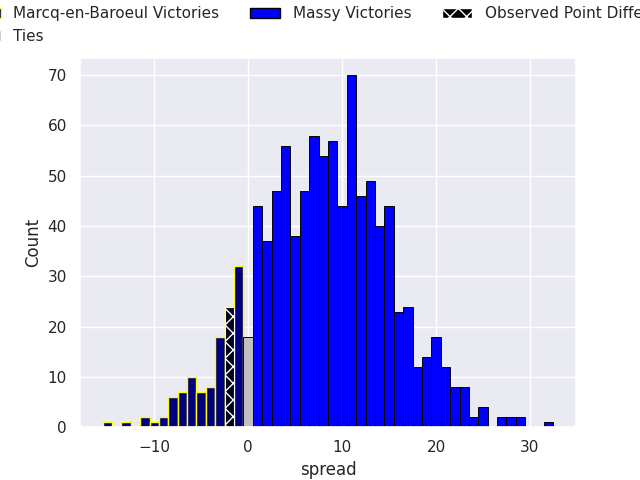 Marcq-en-Baroeul Victories Massy Victories Observed Point Diffe
Ties
70
60
50
40
30
20
10
0
Count
−10 0 10 20 30
spread